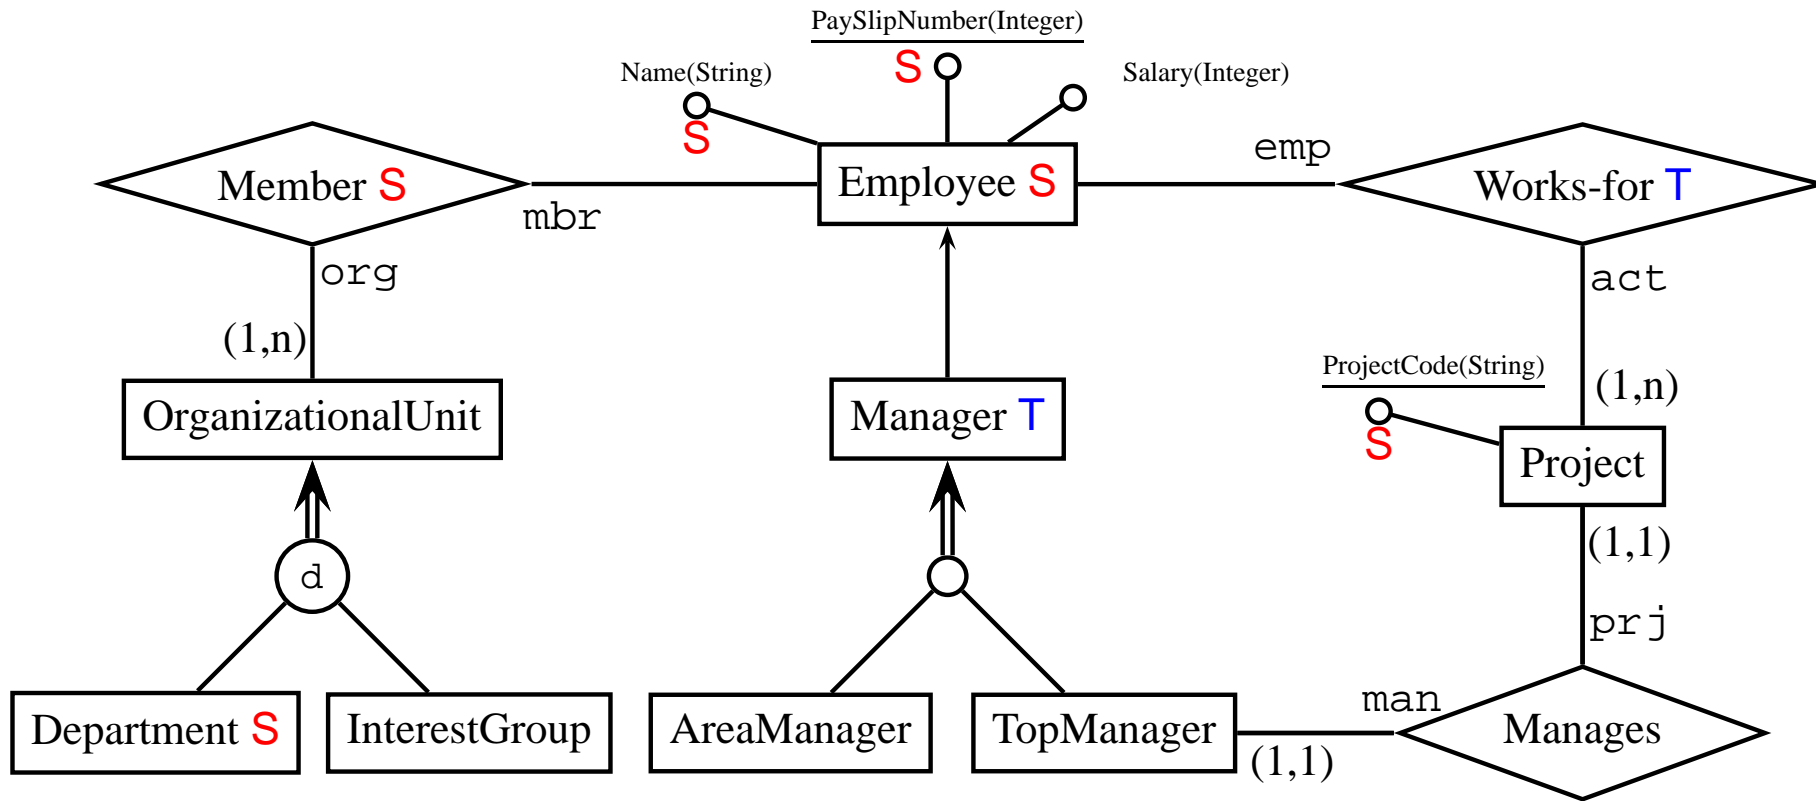 PaySlipNumber(Integer)
S
Name(String)
S
Salary(Integer)
Member S
mbr
Employee S
emp
Works-for T
org
act
(1,n)
OrganizationalUnit
Manager T
ProjectCode(String)
S
(1,n)
Project
(1,1)
d
prj
Department S
InterestGroup
AreaManager
TopManager
man
(1,1)
Manages